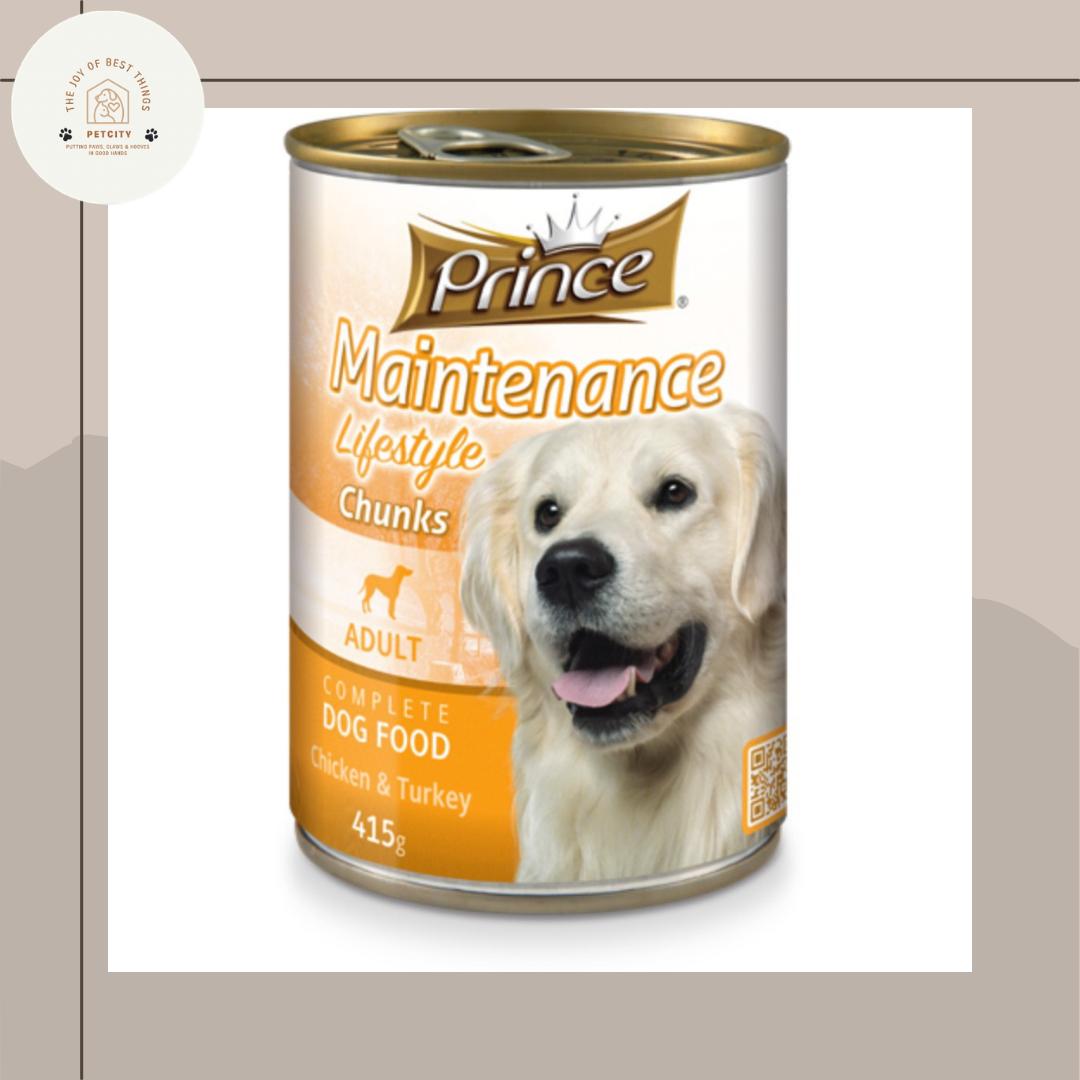 THE JOY OF BEST THINGS
PETCITY
PUTTING PAWS, CLAWS & HOOVES
IN GOOD HANDS
Prince®
Maintenance
Lifestyle
Chunks
ADULT
COMPLETE
DOG FOOD
Chicken & Turkey
415g